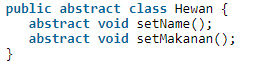 public abstract class Hewan {
   abstract void setName();
   abstract void setMakanan();
}